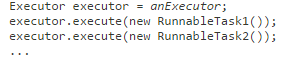 Executor executor = anExecutor;
executor.execute(new RunnableTask1());
executor.execute(new RunnableTask2());
...